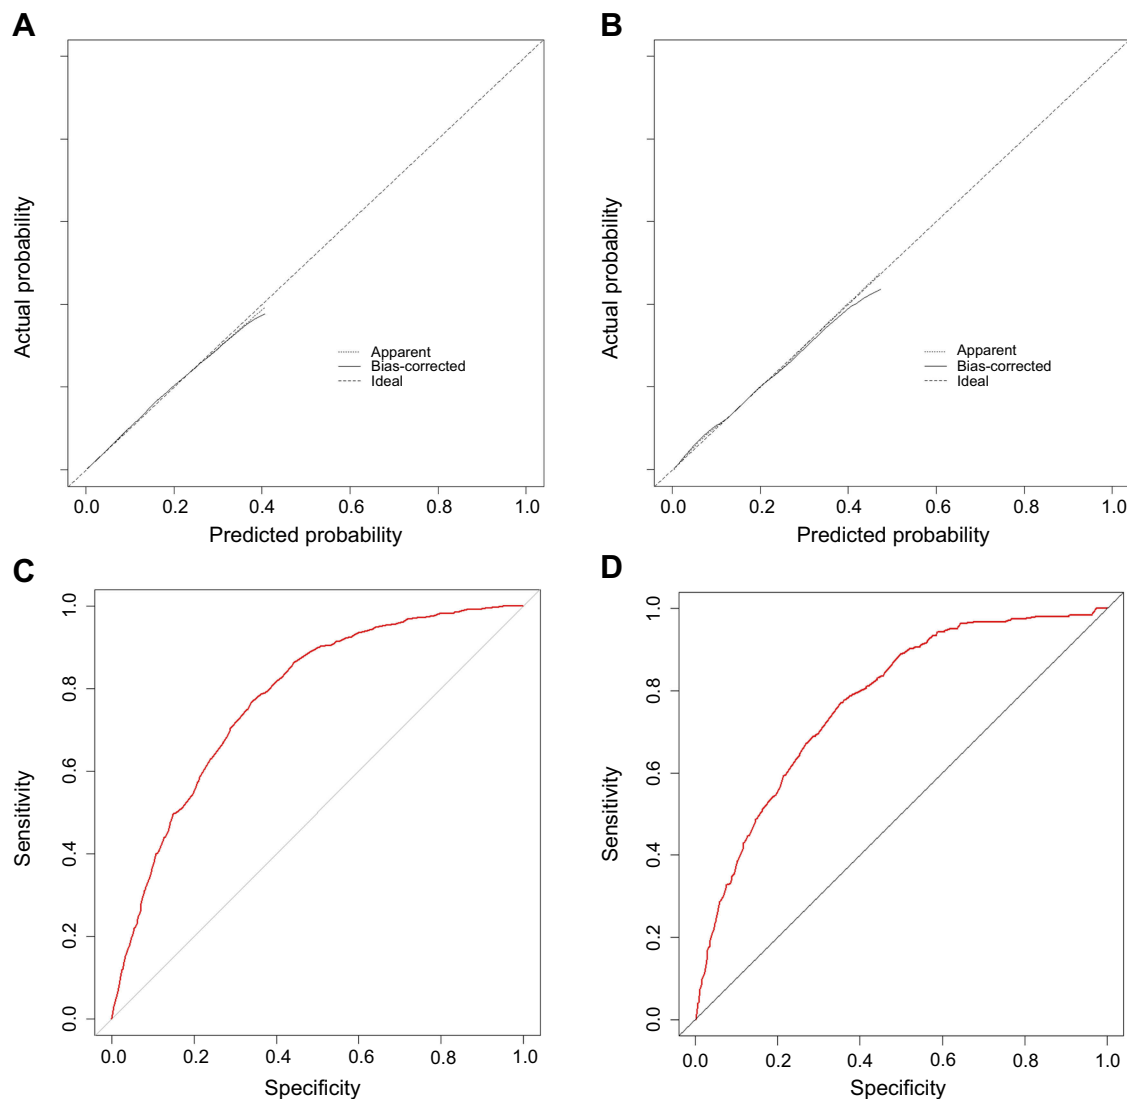 A
Actual probability
Apparent
Bias-corrected
Ideal
0.0 0.2 0.4 0.6 0.8 1.0
Predicted probability
B
Actual probability
Apparent
Bias-corrected
Ideal
0.0 0.2 0.4 0.6 0.8 1.0
Predicted probability
C
Sensitivity
1.0
0.8
0.6
0.4
0.2
0.0
0.0 0.2 0.4 0.6 0.8 1.0
Specificity
D
Sensitivity
1.0
0.8
0.6
0.4
0.2
0.0
0.0 0.2 0.4 0.6 0.8 1.0
Specificity